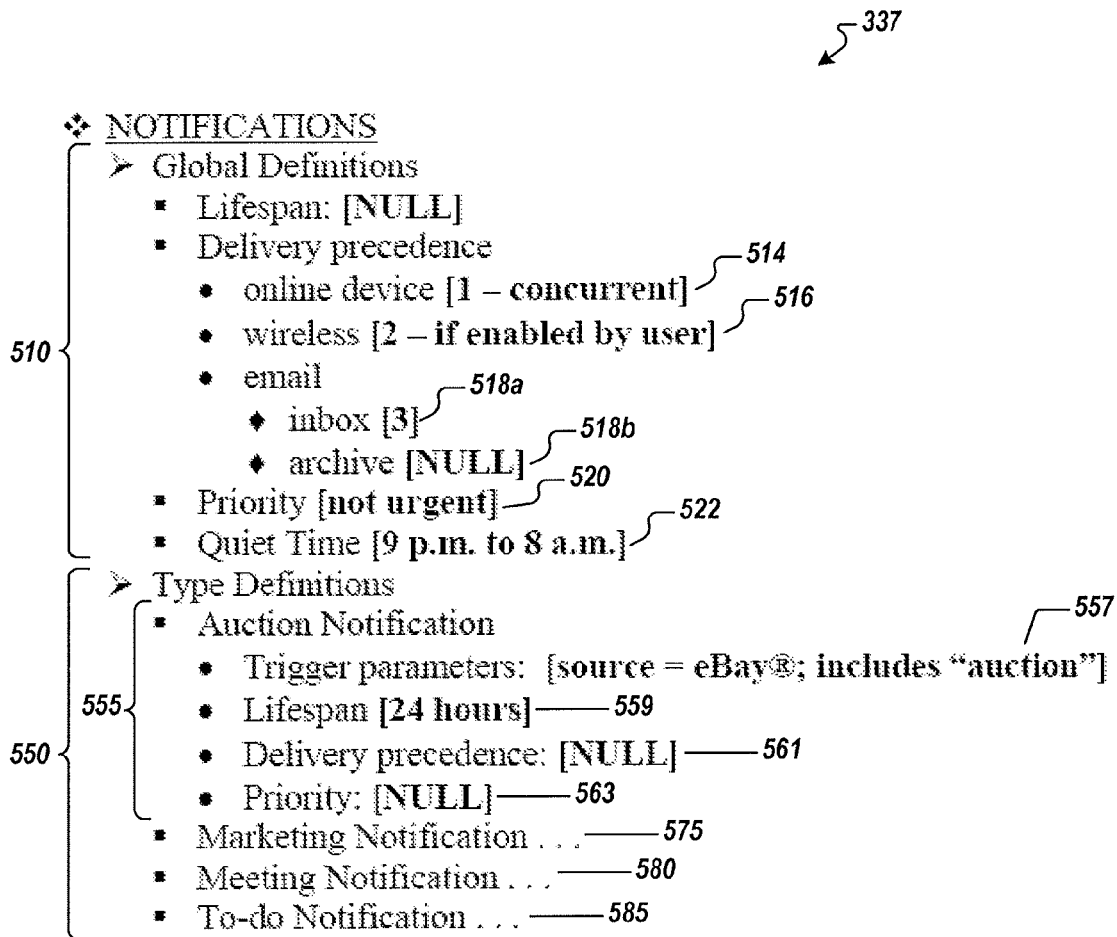 337
❖ NOTIFICATIONS
➢ Global Definitions
▪ Lifespan: [NULL]
▪ Delivery precedence
• online device [1 – concurrent] 514
• wireless [2 – if enabled by user] 516
510
• email
♦ inbox [3] 518a
♦ archive [NULL] 518b
▪ Priority [not urgent] 520
▪ Quiet Time [9 p.m. to 8 a.m.] 522
➢ Type Definitions
▪ Auction Notification
557
• Trigger parameters: [source = eBay®; includes “auction”]
555 • Lifespan [24 hours] 559
550 • Delivery precedence: [NULL] 561
• Priority: [NULL] 563
▪ Marketing Notification . . . 575
▪ Meeting Notification . . . 580
▪ To-do Notification . . . 585